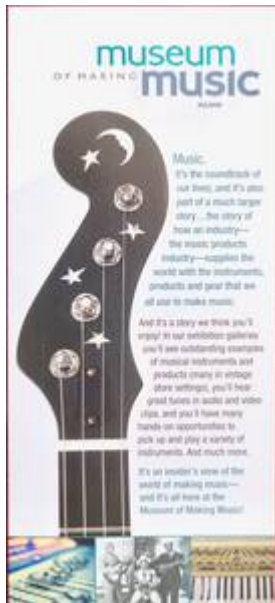 museum
OF MAKING
music
Music.
It's the soundtrack of
our lives, and it's also
part of a much larger
story...the story of
how an industry—
the music products
industry—supplies the
world with the instruments,
products and gear that we
all use to make music.
And it's a story we think you'll
enjoy! In our exhibition galleries
you'll see outstanding examples
of musical instruments and
products (many in vintage
store settings), you'll hear
great tunes in audio and video
clips, and you'll have many
hands-on opportunities to
pick up and play a variety of
instruments. And much more.
It's an insider's view of the
world of making music—
and it's all here at the
Museum of Making Music!